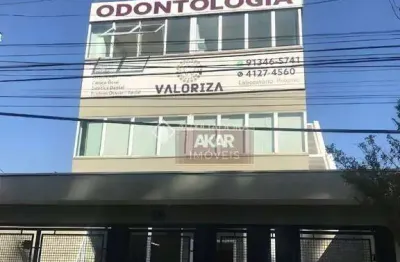 ODONTOLOGIA
91346-5741
4127-4560
VALORIZA
AKAR
IMÓVEIS